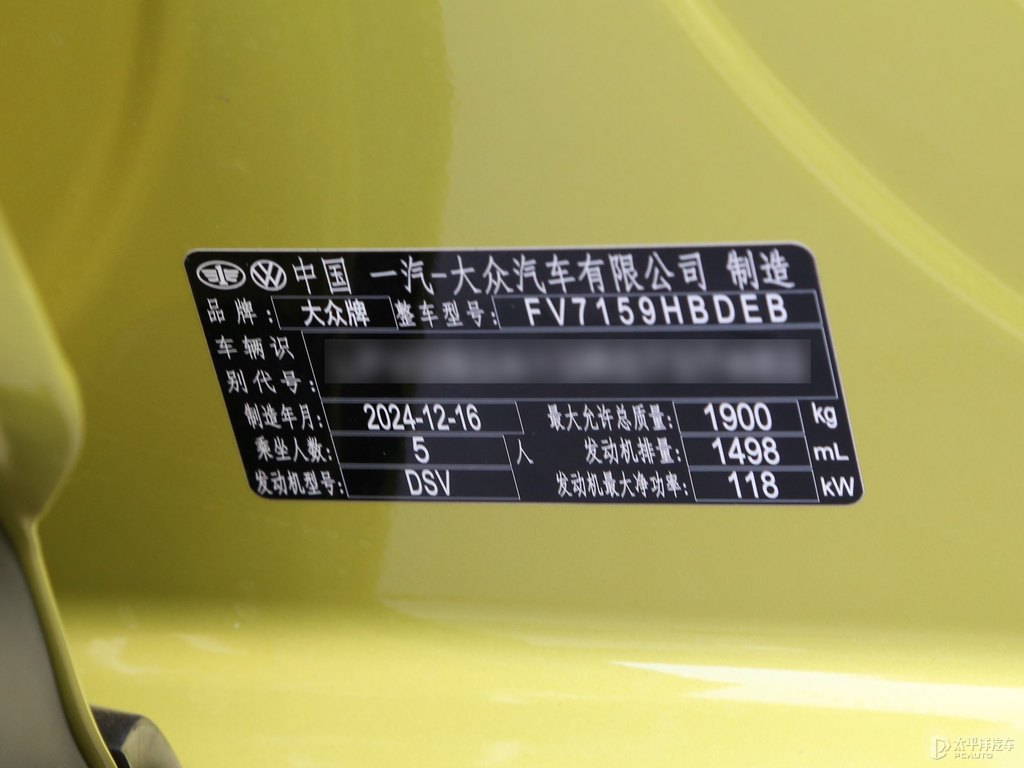 中国 一汽-大众汽车有限公司 制造
品牌: 大众牌 整车型号: FV7159HBDEB
车辆识
别代号:
制造年月: 2024-12-16 最大允许总质量: 1900 kg
乘坐人数: 5 人 发动机排量: 1498 mL
发动机型号: DSV 发动机最大净功率: 118 kW
太平洋汽车
PCAUTO